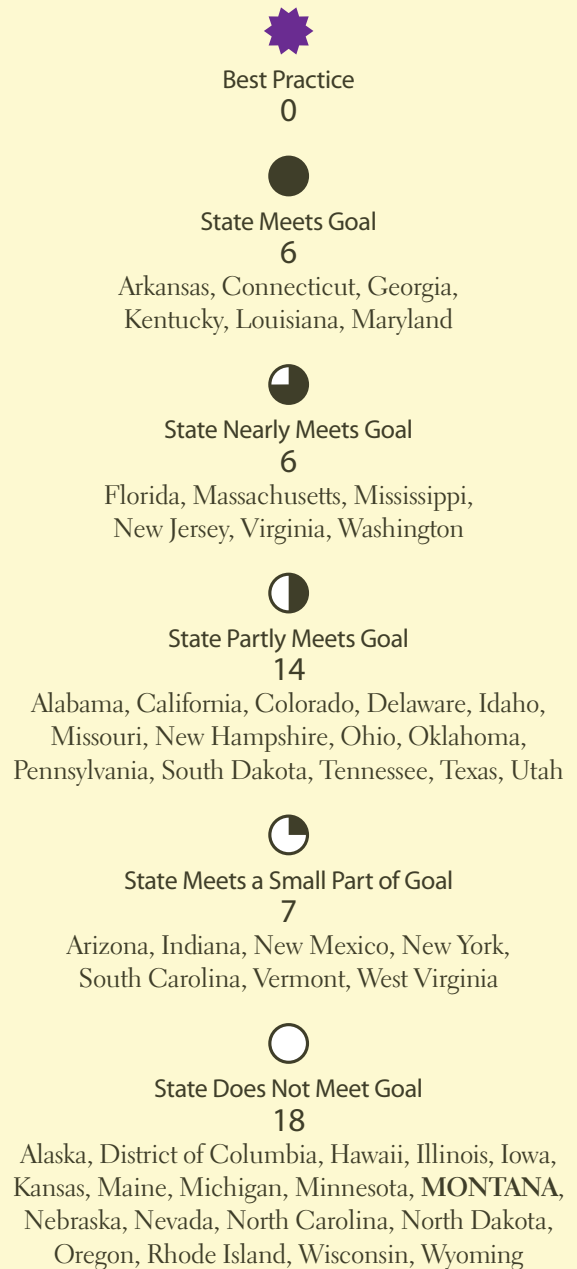 Best Practice
0
State Meets Goal
6
Arkansas, Connecticut, Georgia,
Kentucky, Louisiana, Maryland
State Nearly Meets Goal
6
Florida, Massachusetts, Mississippi,
New Jersey, Virginia, Washington
State Partly Meets Goal
14
Alabama, California, Colorado, Delaware, Idaho,
Missouri, New Hampshire, Ohio, Oklahoma,
Pennsylvania, South Dakota, Tennessee, Texas, Utah
State Meets a Small Part of Goal
7
Arizona, Indiana, New Mexico, New York,
South Carolina, Vermont, West Virginia
State Does Not Meet Goal
18
Alaska, District of Columbia, Hawaii, Illinois, Iowa,
Kansas, Maine, Michigan, Minnesota, MONTANA,
Nebraska, Nevada, North Carolina, North Dakota,
Oregon, Rhode Island, Wisconsin, Wyoming